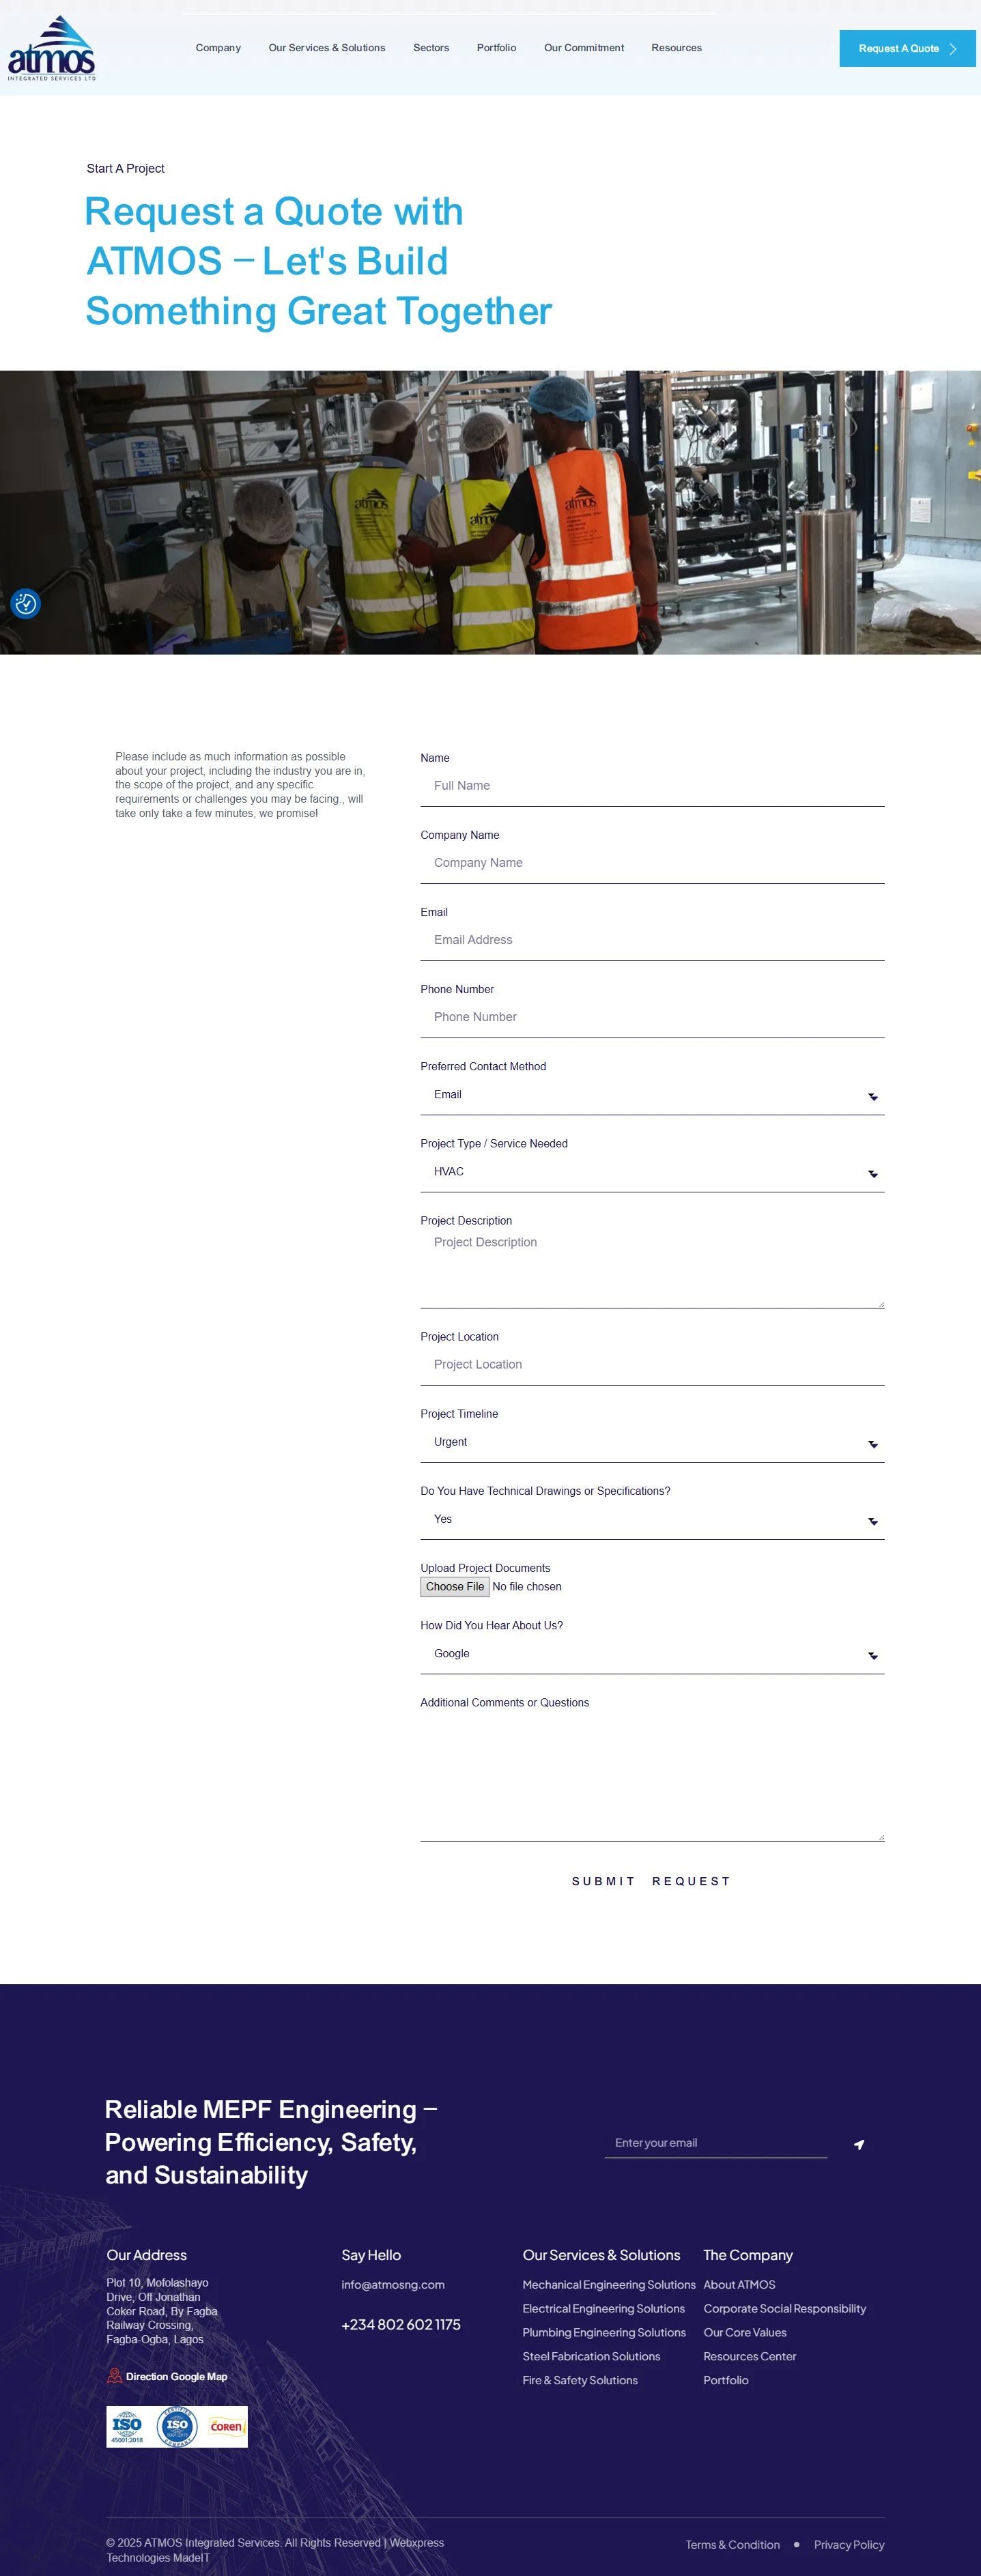 atmos
INTEGRATED SERVICES LTD
Company
Our Services & Solutions
Sectors
Portfolio
Our Commitment
Resources
Request A Quote
Start A Project
Request a Quote with
ATMOS – Let's Build
Something Great Together
atmos
atmos
atmos
Please include as much information as possible
about your project, including the industry you are in,
the scope of the project, and any specific
requirements or challenges you may be facing., will
take only take a few minutes, we promise!
Name
Full Name
Company Name
Company Name
Email
Email Address
Phone Number
Phone Number
Preferred Contact Method
Email
Project Type / Service Needed
HVAC
Project Description
Project Description
Project Location
Project Location
Project Timeline
Urgent
Do You Have Technical Drawings or Specifications?
Yes
Upload Project Documents
Choose File No file chosen
How Did You Hear About Us?
Google
Additional Comments or Questions
SUBMIT REQUEST
Reliable MEPF Engineering –
Powering Efficiency, Safety,
and Sustainability
Enter your email
Our Address
Plot 10, Mofolashayo
Drive, Off Jonathan
Coker Road, By Fagba
Railway Crossing,
Fagba-Ogba, Lagos
Direction Google Map
ISO
45001:2018
ISO
COREN
Say Hello
info@atmosng.com
+234 802 602 1175
Our Services & Solutions
Mechanical Engineering Solutions
Electrical Engineering Solutions
Plumbing Engineering Solutions
Steel Fabrication Solutions
Fire & Safety Solutions
The Company
About ATMOS
Corporate Social Responsibility
Our Core Values
Resources Center
Portfolio
© 2025 ATMOS Integrated Services. All Rights Reserved | Webxpress
Technologies MadeIT
Terms & Condition
Privacy Policy